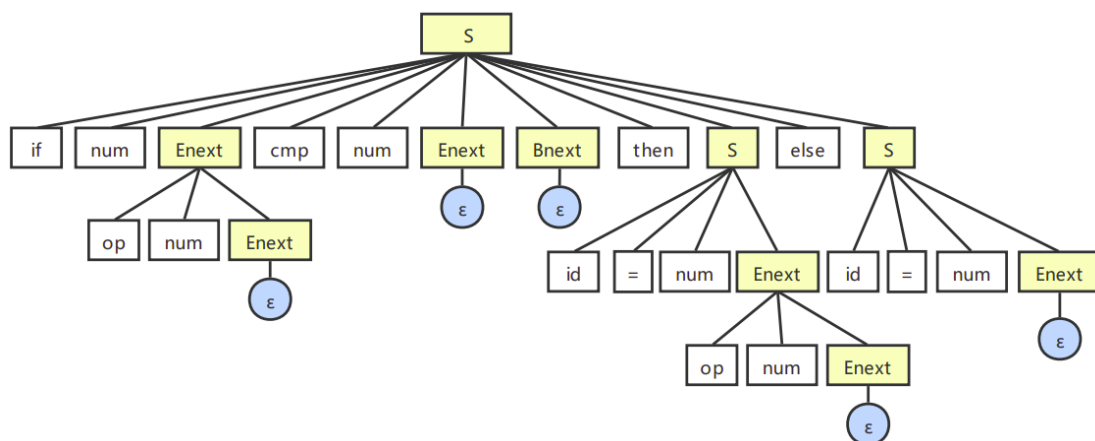 S
if num Enext cmp num Enext Bnext then S else S
ε ε
op num Enext
id = num Enext id = num Enext
ε
ε
op num Enext
ε